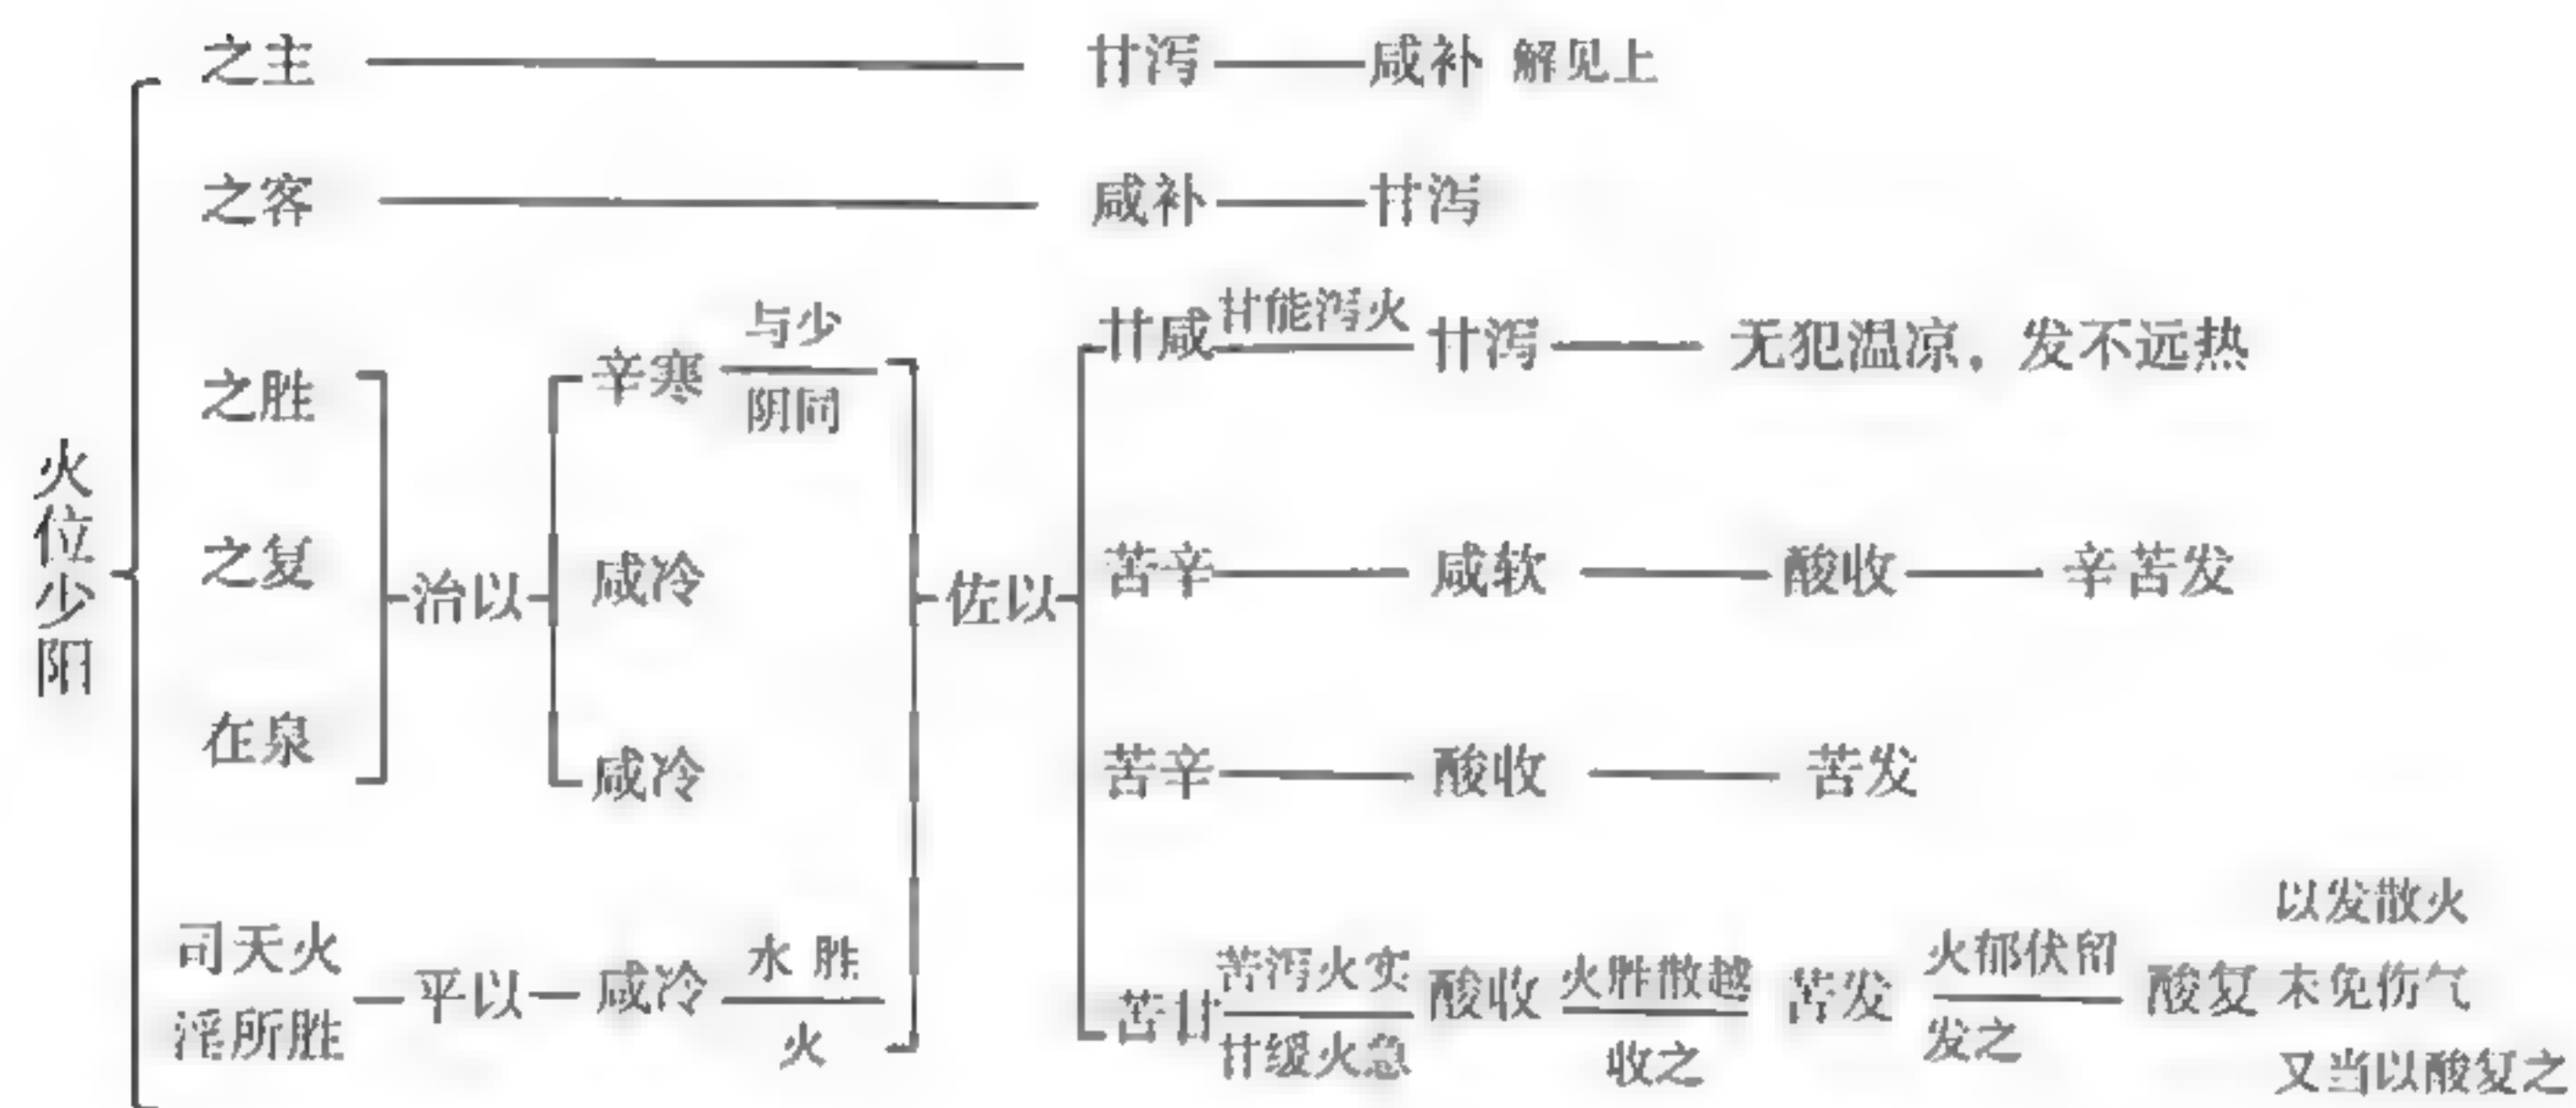 火位少阳
之主 甘泻 咸补 解见上
之客 咸补 甘泻
之胜
之复
在泉
治以
辛寒 与少阴同
咸冷
咸冷
司天火
淫所胜
平以 咸冷 水胜火
佐以
甘咸 甘能泻火 甘泻 无犯温凉，发不远热
苦辛 咸软 酸收 辛苦发
苦辛 酸收 苦发
苦甘 苦泻火实 甘缓火急 酸收 火胜散越 收之 苦发 火郁伏留 发之 酸复
以发散火
未免伤气
又当以酸复之